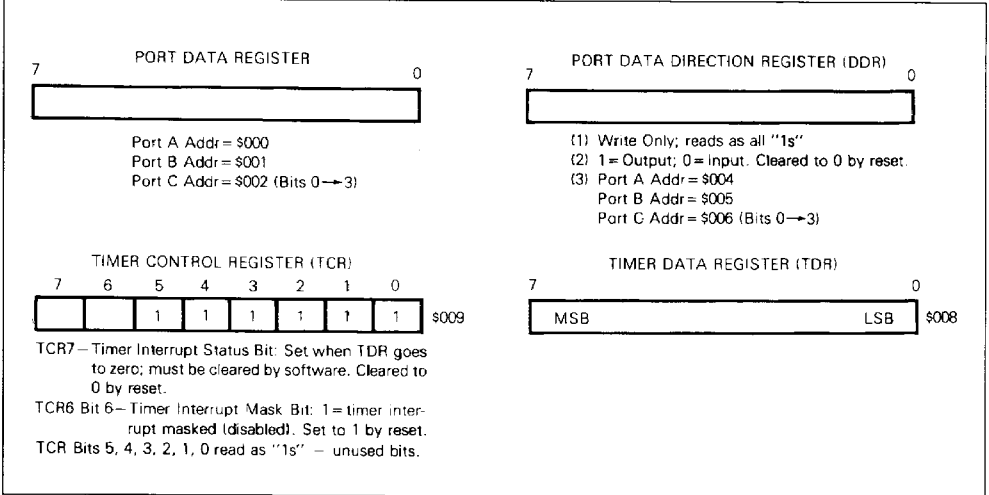 PORT DATA REGISTER
7 0
Port A Addr = $000
Port B Addr = $001
Port C Addr = $002 (Bits 0→3)
PORT DATA DIRECTION REGISTER (DDR)
7 0
(1) Write Only; reads as all "1s"
(2) 1 = Output; 0 = Input. Cleared to 0 by reset.
(3) Port A Addr = $004
Port B Addr = $005
Port C Addr = $006 (Bits 0→3)
TIMER CONTROL REGISTER (TCR)
7 6 5 4 3 2 1 0
1 1 1 1 1 1 $009
TCR7—Timer Interrupt Status Bit: Set when TDR goes
to zero; must be cleared by software. Cleared to
0 by reset.
TCR6 Bit 6—Timer Interrupt Mask Bit: 1 = timer inter-
rupt masked (disabled). Set to 1 by reset.
TCR Bits 5, 4, 3, 2, 1, 0 read as "1s" — unused bits.
TIMER DATA REGISTER (TDR)
7 0
MSB LSB $008